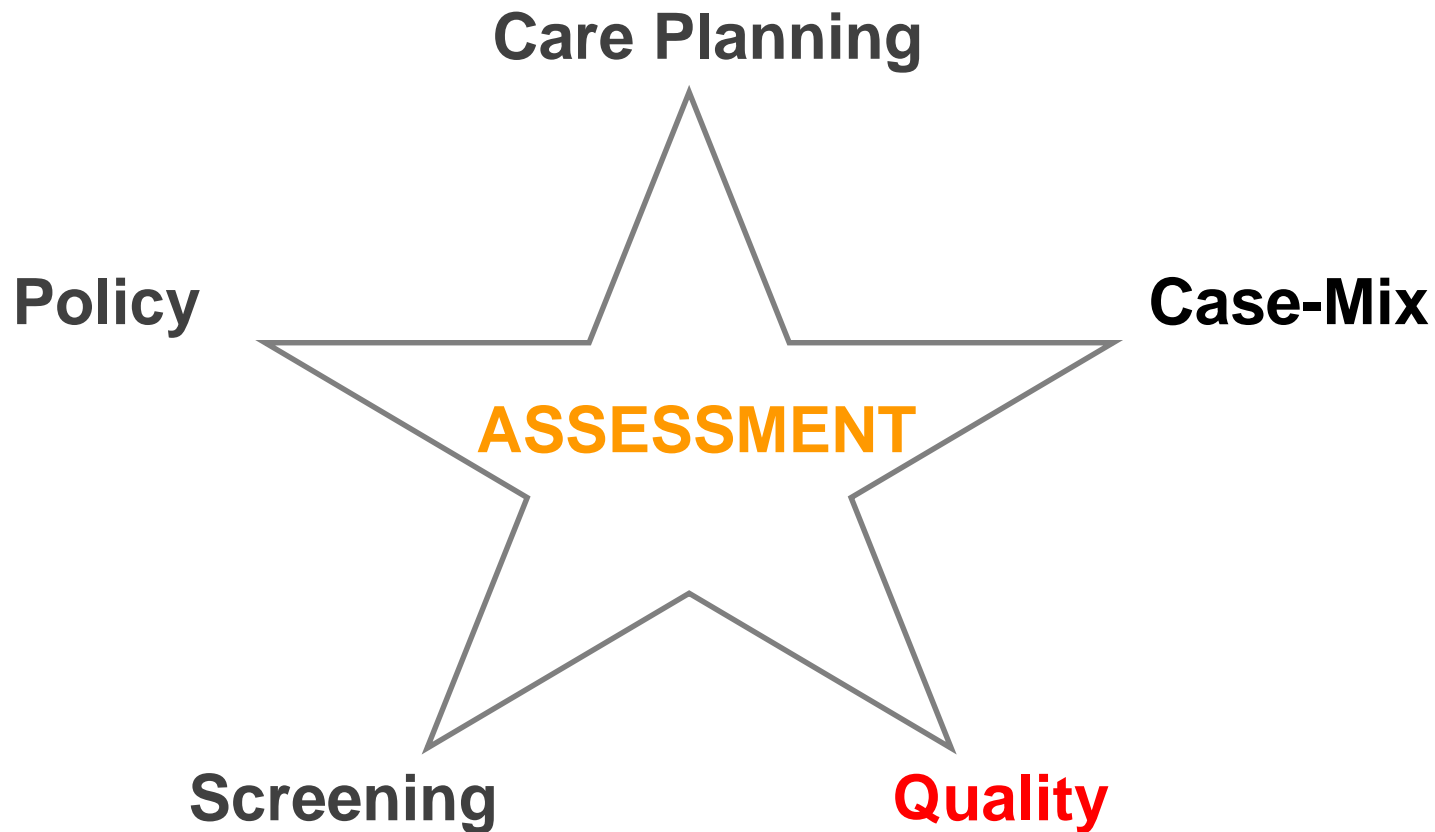 Care Planning
Policy
Case-Mix
ASSESSMENT
Screening
Quality